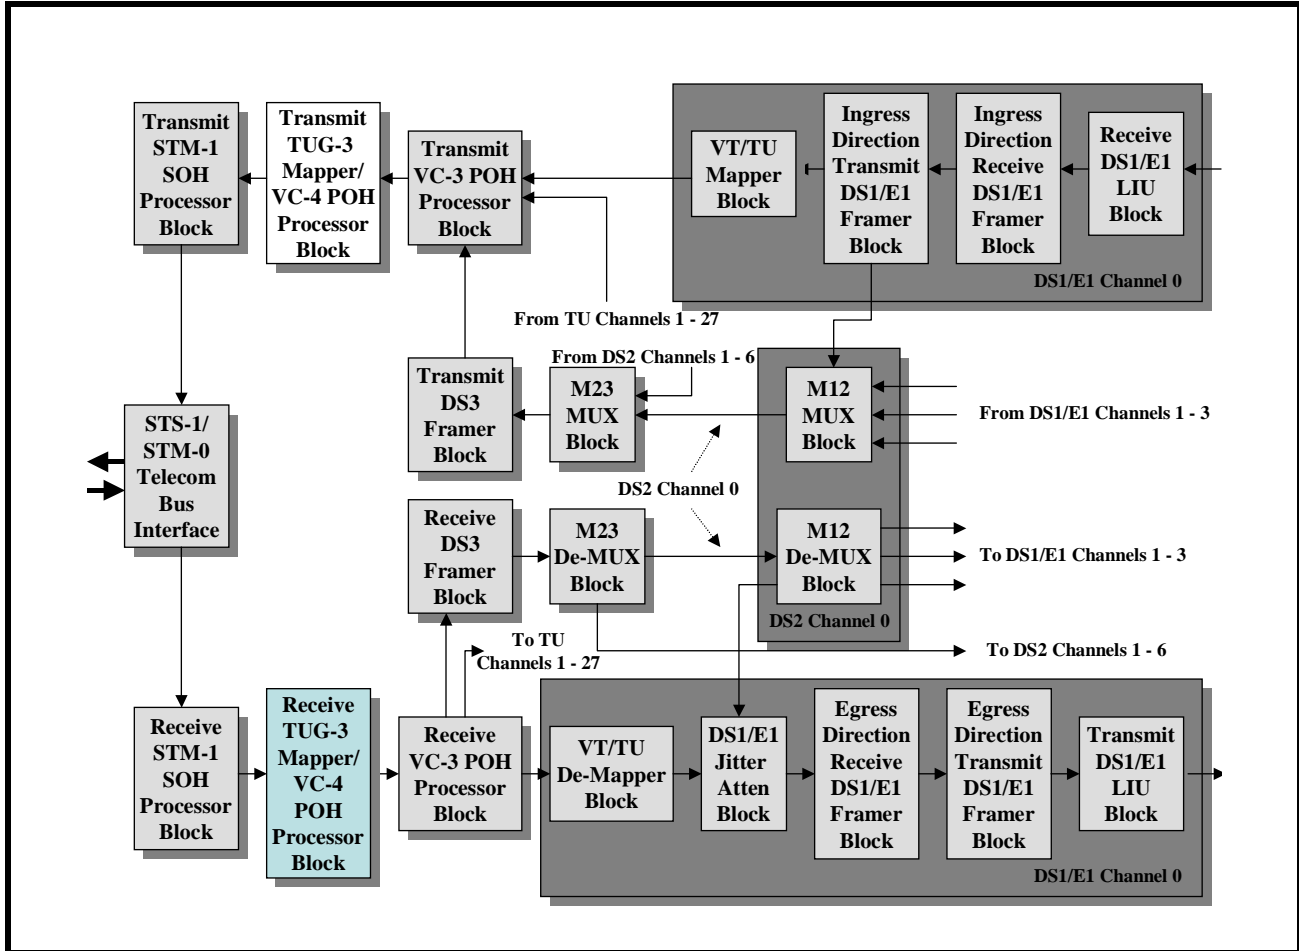 Transmit
STM-1
SOH
Processor
Block
Transmit
TUG-3
Mapper/
VC-4 POH
Processor
Block
Transmit
VC-3 POH
Processor
Block
VT/TU
Mapper
Block
Ingress
Direction
Transmit
DS1/E1
Framer
Block
Ingress
Direction
Receive
DS1/E1
Framer
Block
Receive
DS1/E1
LIU
Block
DS1/E1 Channel 0
From TU Channels 1 - 27
From DS2 Channels 1 - 6
Transmit
DS3
Framer
Block
M23
MUX
Block
M12
MUX
Block
From DS1/E1 Channels 1 - 3
STS-1/
STM-0
Telecom
Bus
Interface
DS2 Channel 0
Receive
DS3
Framer
Block
M23
De-MUX
Block
M12
De-MUX
Block
To DS1/E1 Channels 1 - 3
DS2 Channel 0
To TU
Channels 1 - 27
To DS2 Channels 1 - 6
Receive
STM-1
SOH
Processor
Block
Receive
TUG-3
Mapper/
VC-4
POH
Processor
Block
Receive
VC-3 POH
Processor
Block
VT/TU
De-Mapper
Block
DS1/E1
Jitter
Atten
Block
Egress
Direction
Receive
DS1/E1
Framer
Block
Egress
Direction
Transmit
DS1/E1
Framer
Block
Transmit
DS1/E1
LIU
Block
DS1/E1 Channel 0